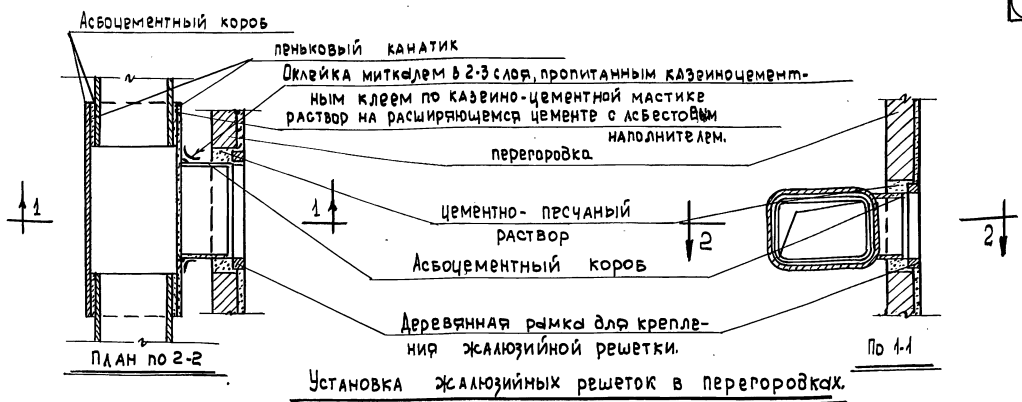 Асбоцементный короб
пеньковый канатик
Оклейка миткалем в 2-3 слоя, пропитанным казеиноцемент-
ным клеем по казеино-цементной мастике
раствор на расширяющемся цементе с асбестовым
наполнителем.
перегородка
1
1
цементно-песчаный
раствор
2
2
Асбоцементный короб
Деревянная рамка для крепле-
ния жалюзийной решетки.
План по 2-2
По 1-1
Установка жалюзийных решеток в перегородках.